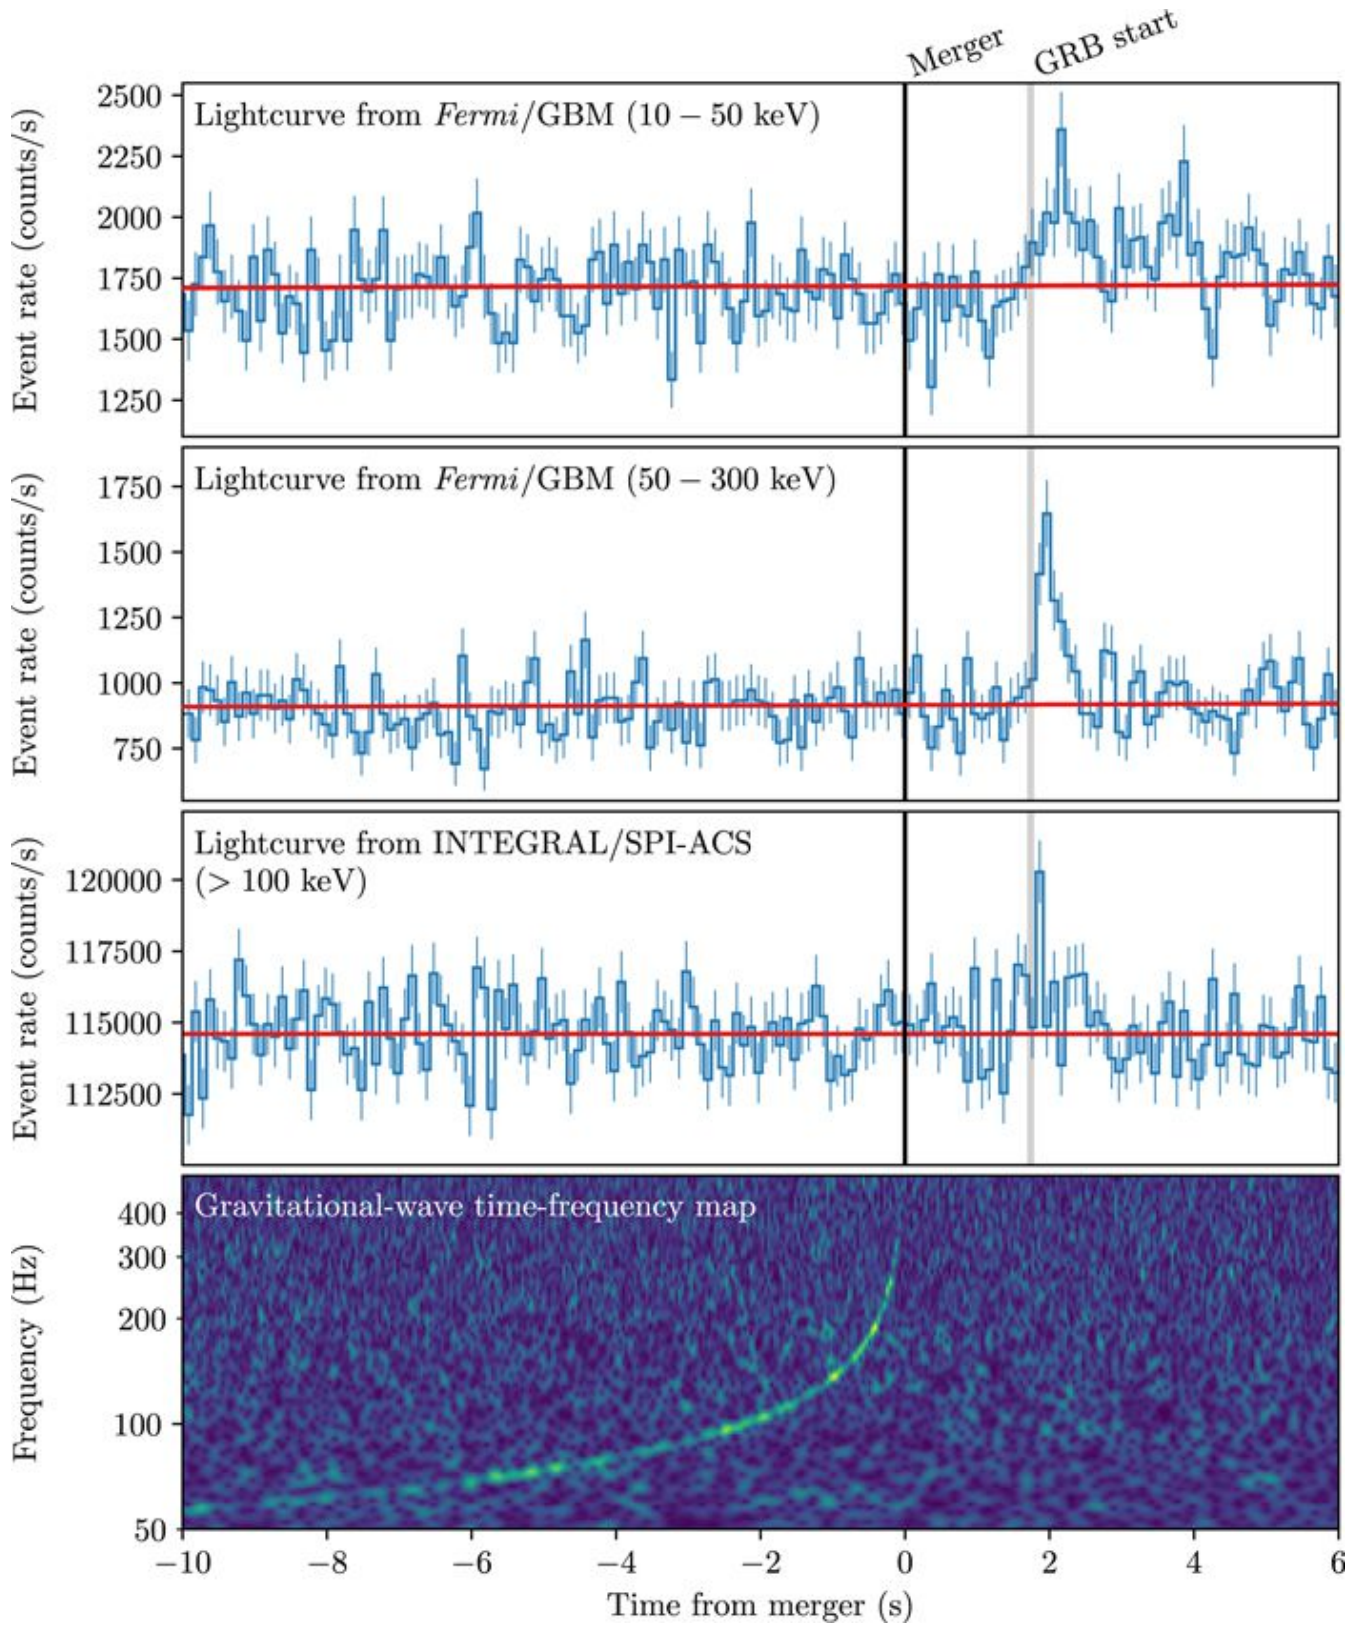 Merger
GRB start
Lightcurve from Fermi/GBM (10 – 50 keV)
Event rate (counts/s)
2500
2250
2000
1750
1500
1250
Lightcurve from Fermi/GBM (50 – 300 keV)
Event rate (counts/s)
1750
1500
1250
1000
750
Lightcurve from INTEGRAL/SPI-ACS
(> 100 keV)
Event rate (counts/s)
120000
117500
115000
112500
Gravitational-wave time-frequency map
Frequency (Hz)
400
300
200
100
50
−10 −8 −6 −4 −2 0 2 4 6
Time from merger (s)